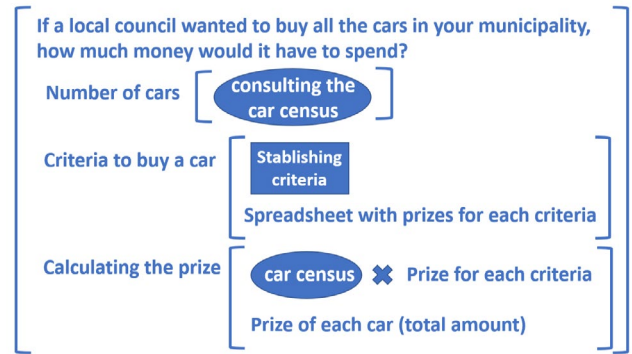 If a local council wanted to buy all the cars in your municipality,
how much money would it have to spend?
Number of cars
consulting the
car census
Criteria to buy a car
Stablishing
criteria
Spreadsheet with prizes for each criteria
Calculating the prize
car census
Prize for each criteria
Prize of each car (total amount)